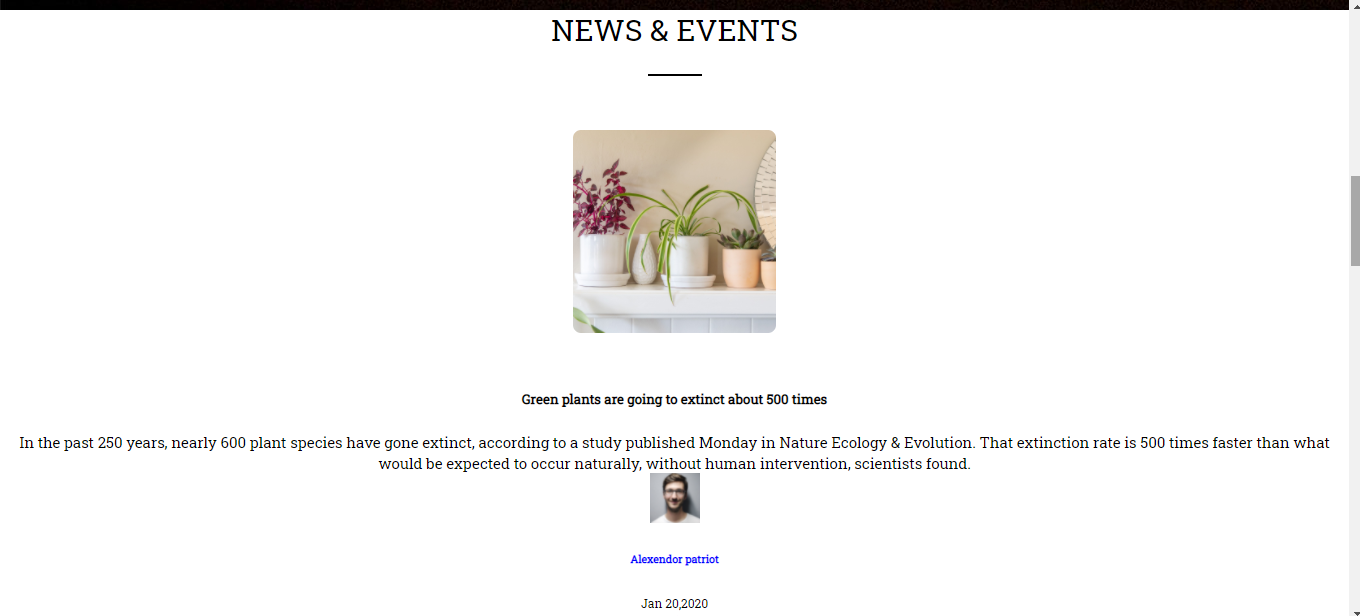 NEWS & EVENTS
Green plants are going to extinct about 500 times
In the past 250 years, nearly 600 plant species have gone extinct, according to a study published Monday in Nature Ecology & Evolution. That extinction rate is 500 times faster than what
would be expected to occur naturally, without human intervention, scientists found.
Alexendor patriot
Jan 20,2020